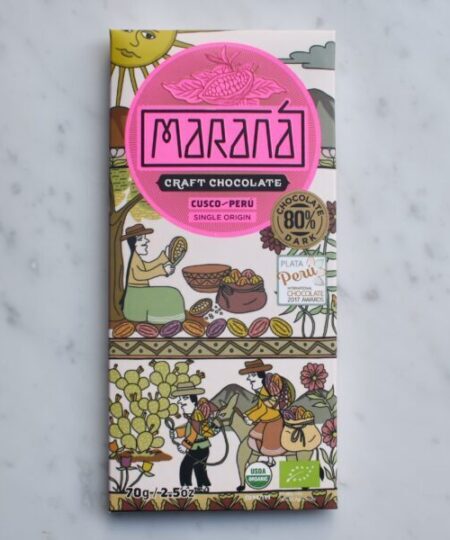 Maraná
CRAFT CHOCOLATE
CUSCO-PERÚ
SINGLE ORIGIN
CHOCOLATE
80%
DARK
PLATA
Perú
INTERNATIONAL
CHOCOLATE
2017 AWARDS
USDA
ORGANIC
70g/2.5oz